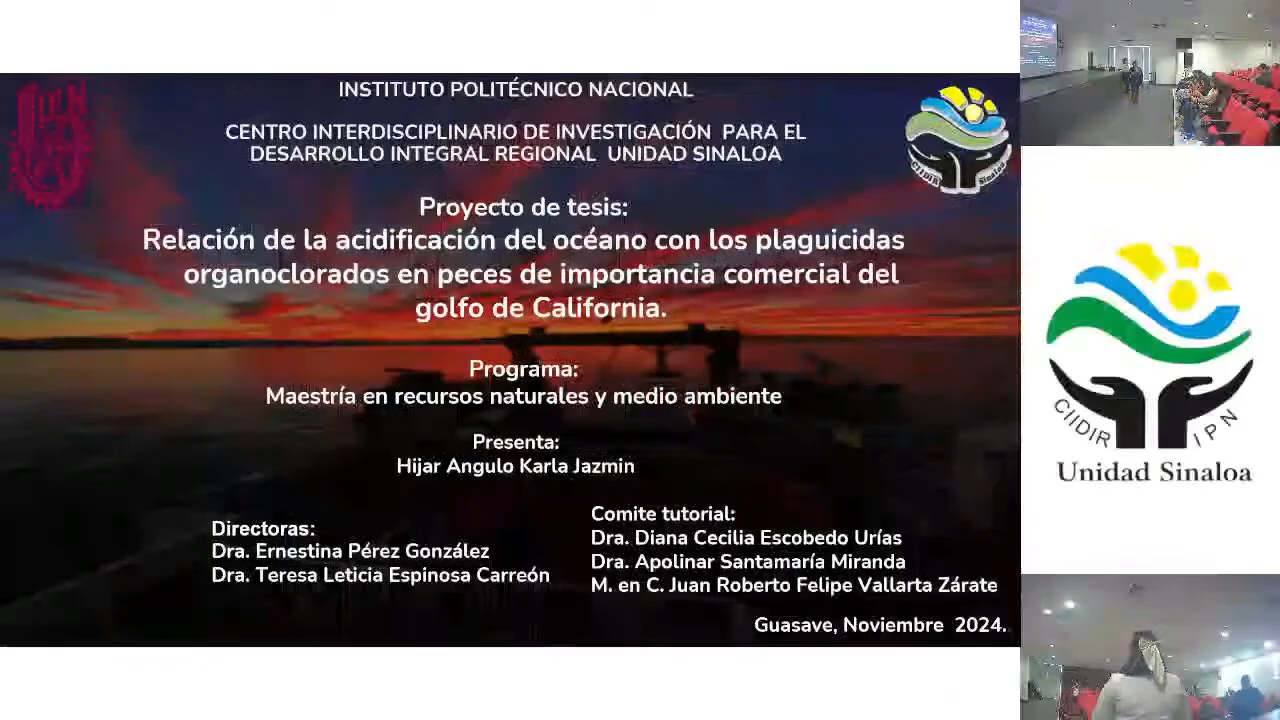 INSTITUTO POLITÉCNICO NACIONAL
CENTRO INTERDISCIPLINARIO DE INVESTIGACIÓN PARA EL
DESARROLLO INTEGRAL REGIONAL UNIDAD SINALOA
CIIDIR Sinaloa
Proyecto de tesis:
Relación de la acidificación del océano con los plaguicidas
organoclorados en peces de importancia comercial del
golfo de California.
Programa:
Maestría en recursos naturales y medio ambiente
Presenta:
Hijar Angulo Karla Jazmin
Directoras:
Dra. Ernestina Pérez González
Dra. Teresa Leticia Espinosa Carreón
Comite tutorial:
Dra. Diana Cecilia Escobedo Urías
Dra. Apolinar Santamaría Miranda
M. en C. Juan Roberto Felipe Vallarta Zárate
Guasave, Noviembre 2024.
CIIDIR IPN
Unidad Sinaloa